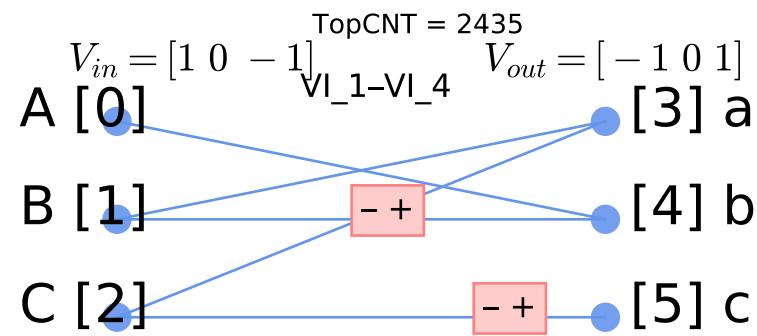 TopCNT = 2435
V_in = [1 0 −1] V_out = [−1 0 1]
VI_1–VI_4
A [0] [3] a
− +
B [1] [4] b
− +
C [2] [5] c